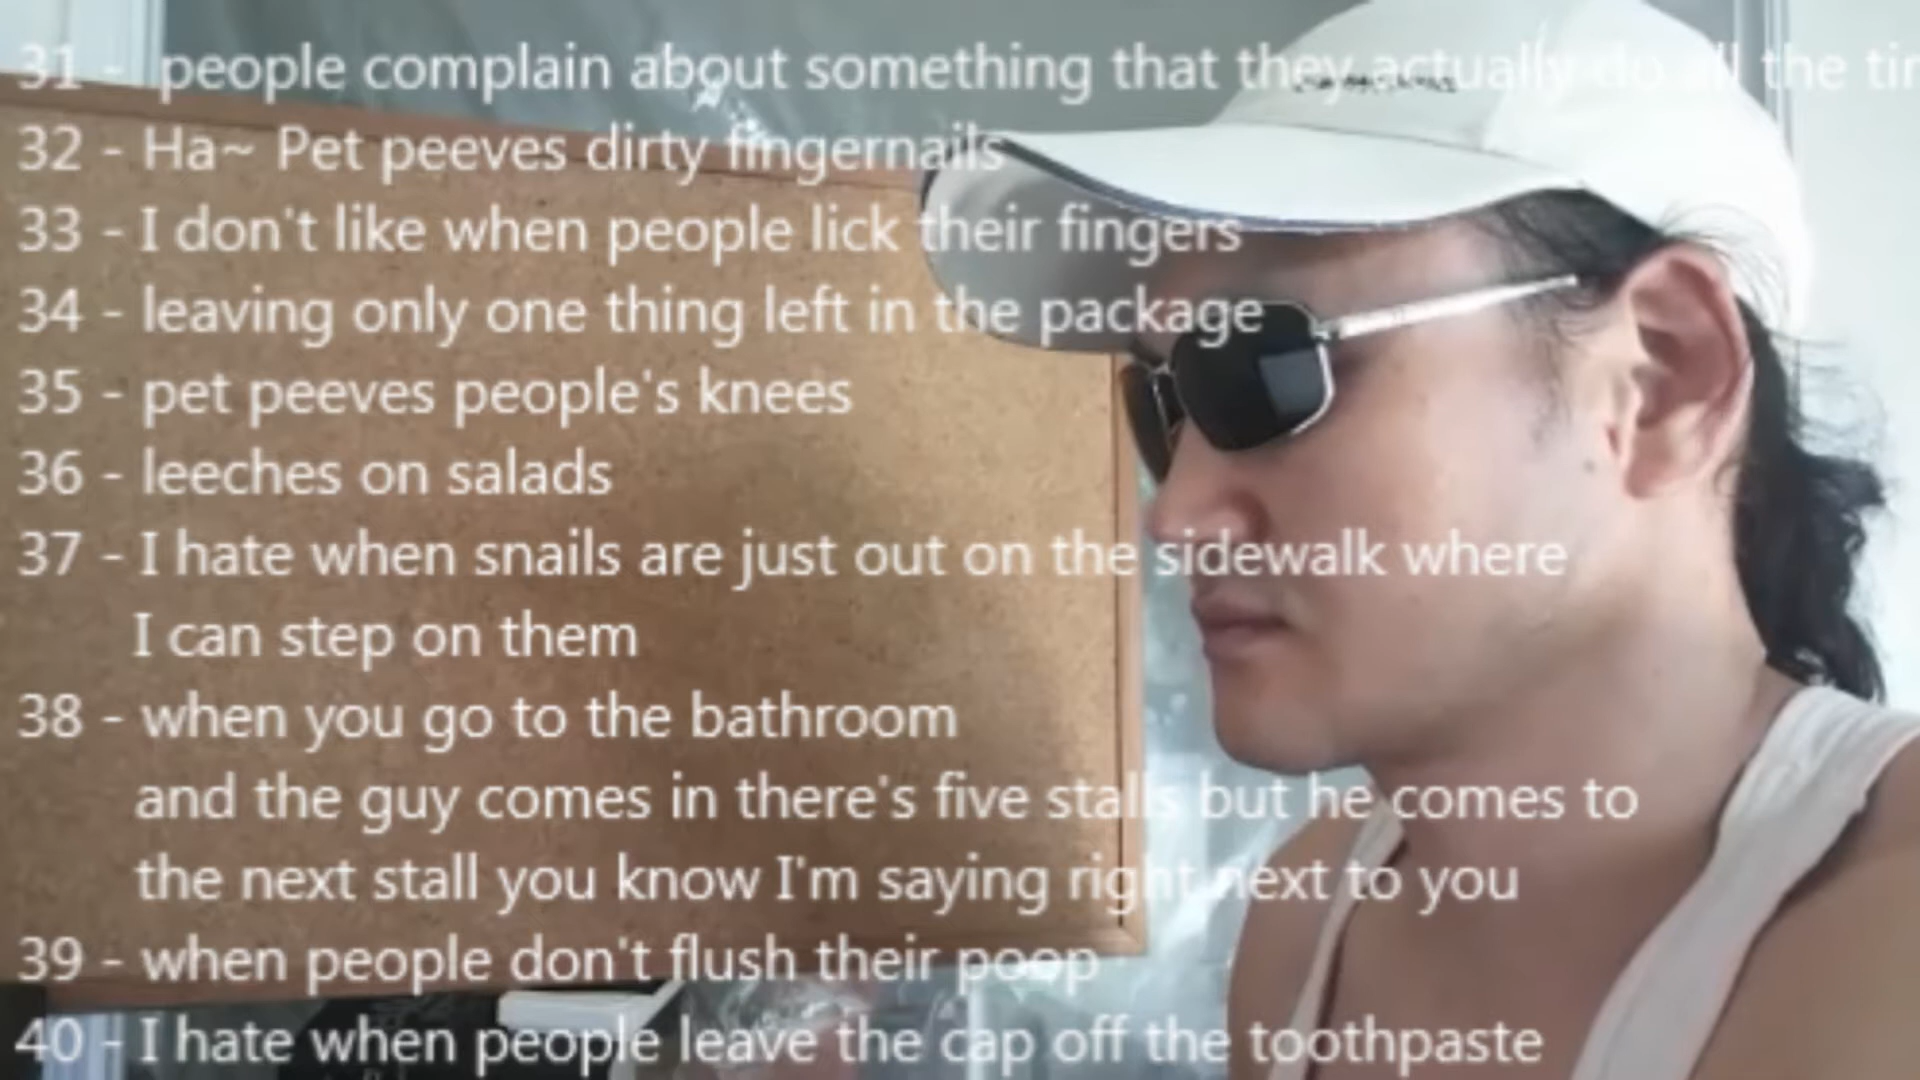 31 - people complain about something that they actually do all the tim
32 - Ha~ Pet peeves dirty fingernails
33 - I don't like when people lick their fingers
34 - leaving only one thing left in the package
35 - pet peeves people's knees
36 - leeches on salads
37 - I hate when snails are just out on the sidewalk where
I can step on them
38 - when you go to the bathroom
and the guy comes in there's five stalls but he comes to
the next stall you know I'm saying right next to you
39 - when people don't flush their poop
40 - I hate when people leave the cap off the toothpaste